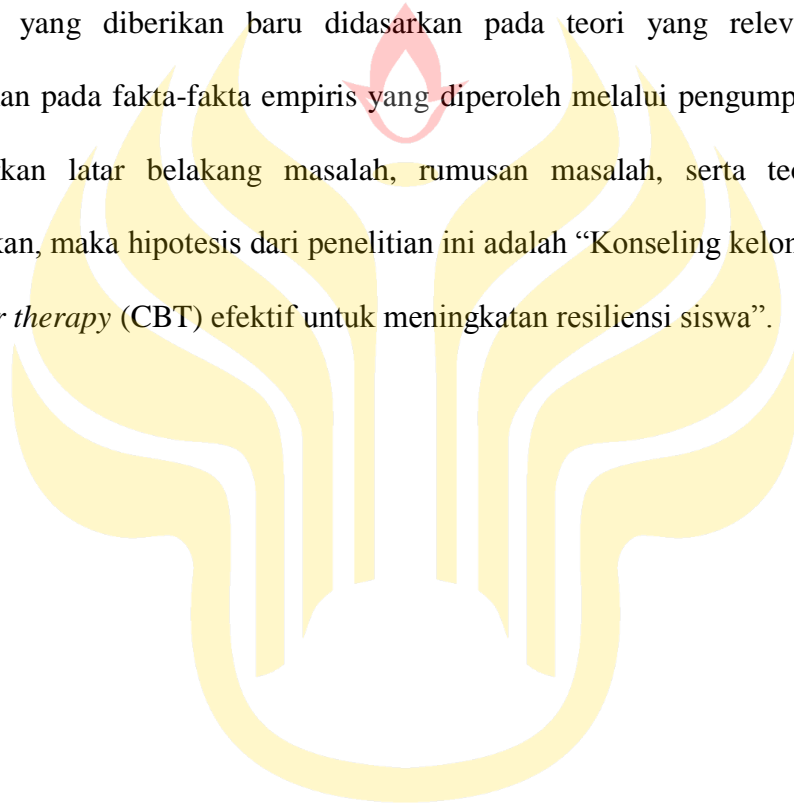 yang diberikan baru didasarkan pada teori yang relev
an pada fakta-fakta empiris yang diperoleh melalui pengump
kan latar belakang masalah, rumusan masalah, serta teo
kan, maka hipotesis dari penelitian ini adalah “Konseling kelom
r therapy (CBT) efektif untuk meningkatan resiliensi siswa”.